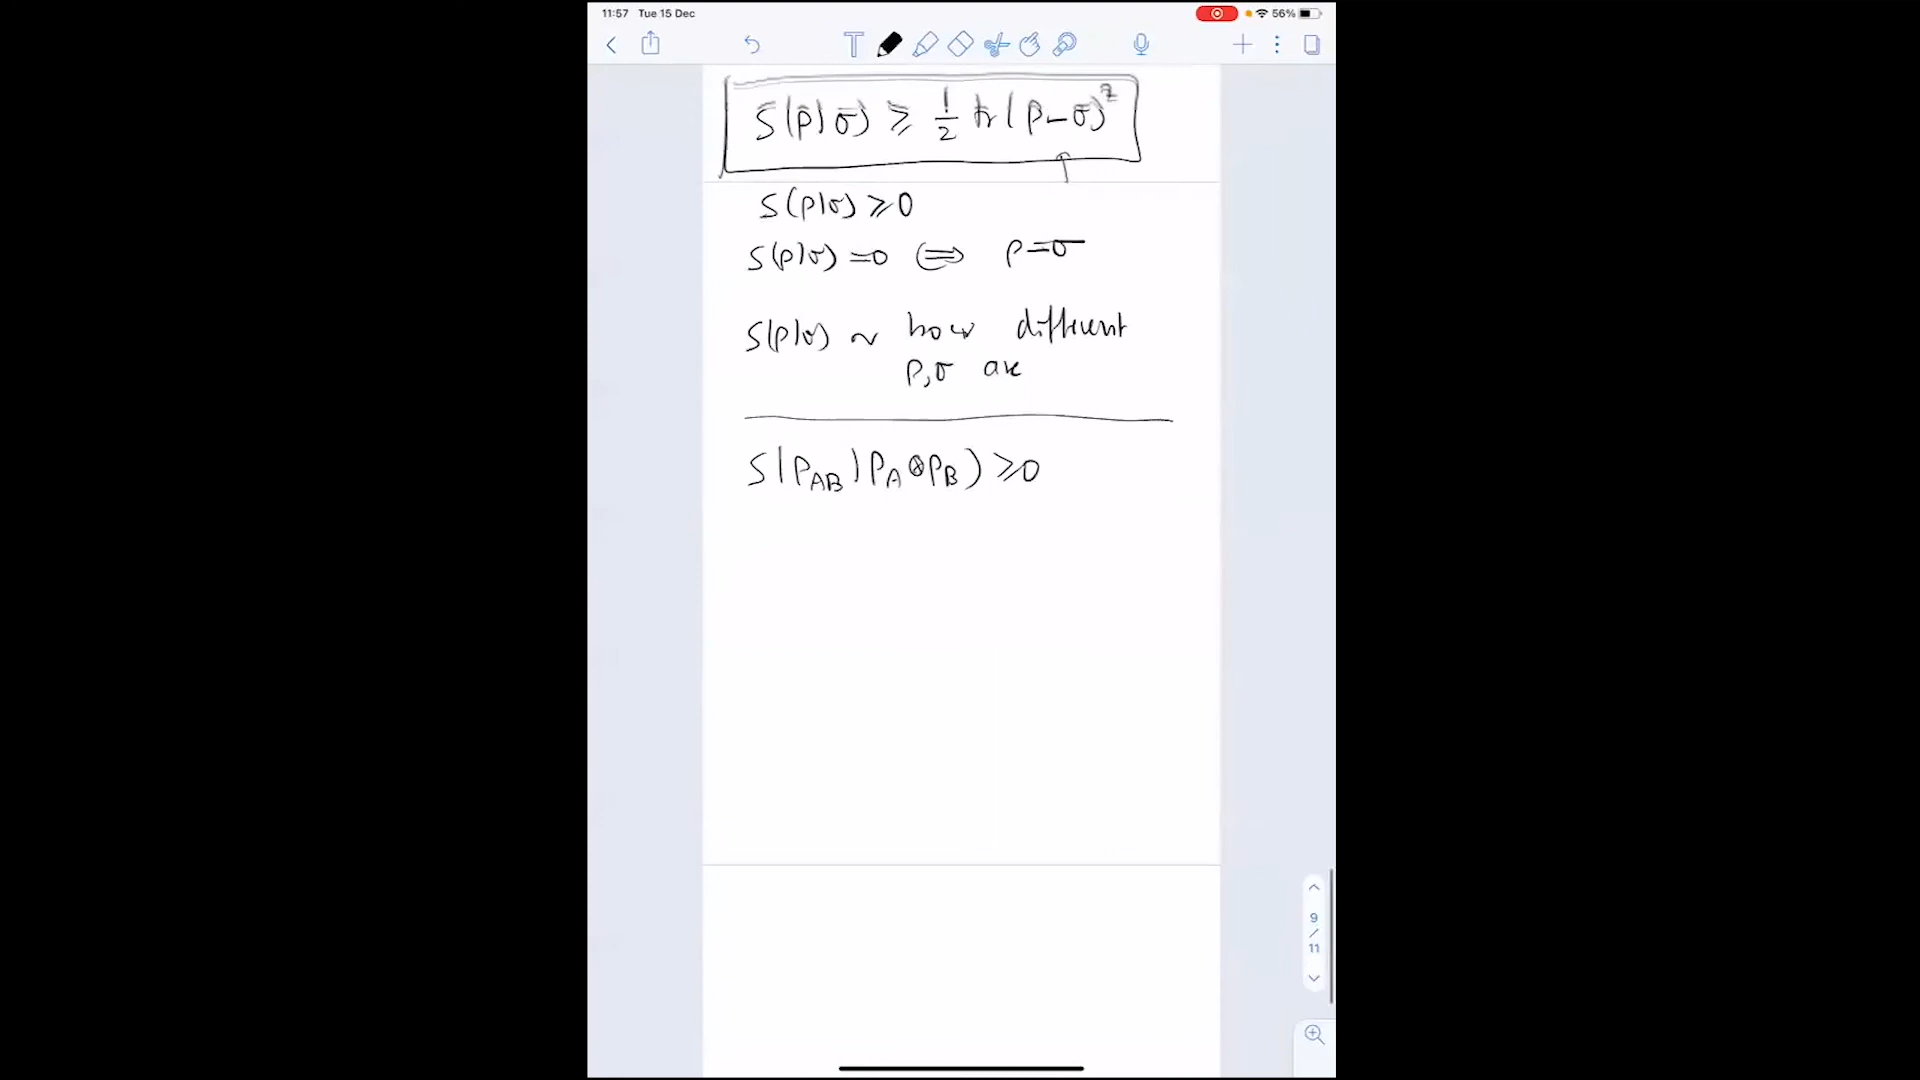 11:57 Tue 15 Dec
56%
T
S(ρ|σ) ⩾ 1/2 tr(ρ-σ)²
S(ρ|σ) ⩾ 0
S(ρ|σ) = 0 ⟺ ρ=σ
S(ρ|σ) ~ how different
ρ,σ are
S(ρ_AB|ρ_A⊗ρ_B) ⩾ 0
9
/
11